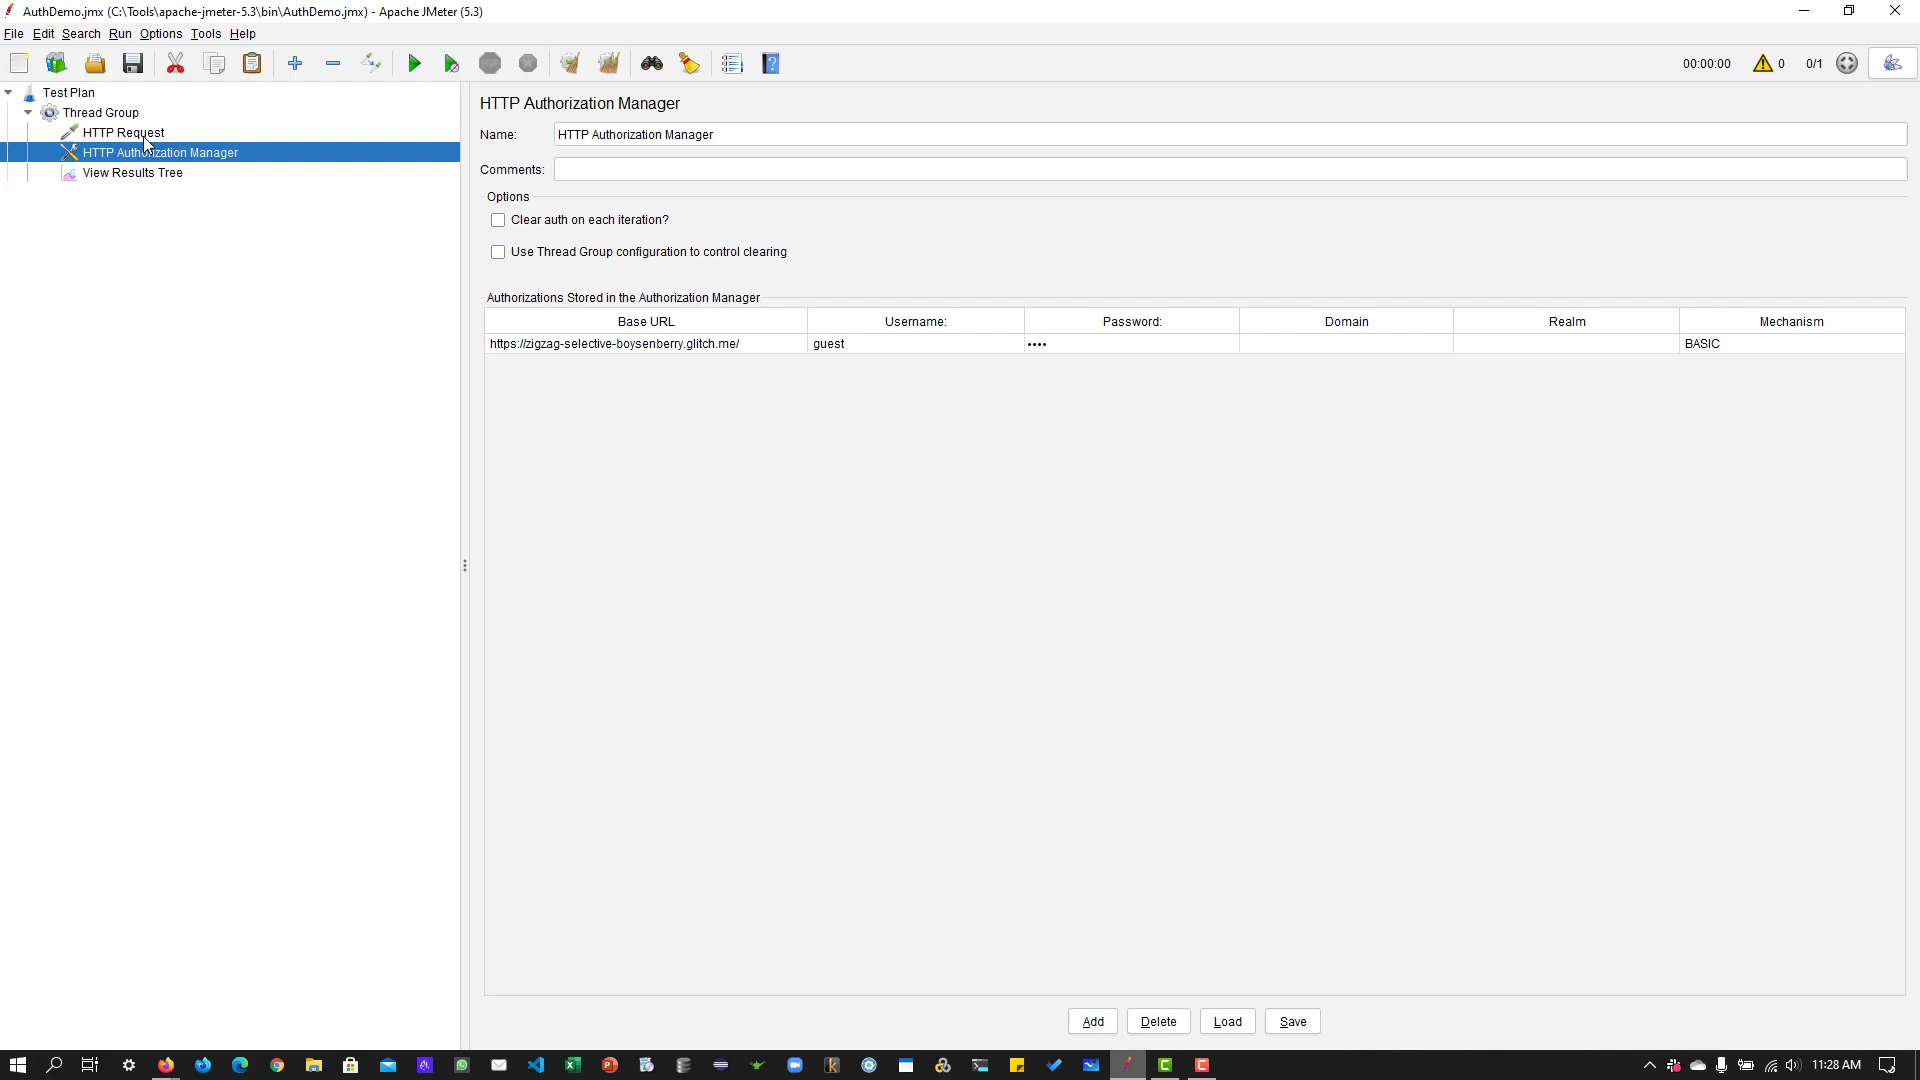 AuthDemo.jmx (C:\Tools\apache-jmeter-5.3\bin\AuthDemo.jmx) - Apache JMeter (5.3)
File Edit Search Run Options Tools Help
00:00:00 0 0/1
Test Plan
Thread Group
HTTP Request
HTTP Authorization Manager
View Results Tree
HTTP Authorization Manager
Name: HTTP Authorization Manager
Comments:
Options
Clear auth on each iteration?
Use Thread Group configuration to control clearing
Authorizations Stored in the Authorization Manager
Base URL Username: Password: Domain Realm Mechanism
https://zigzag-selective-boysenberry.glitch.me/ guest •••• BASIC
Add Delete Load Save
11:28 AM